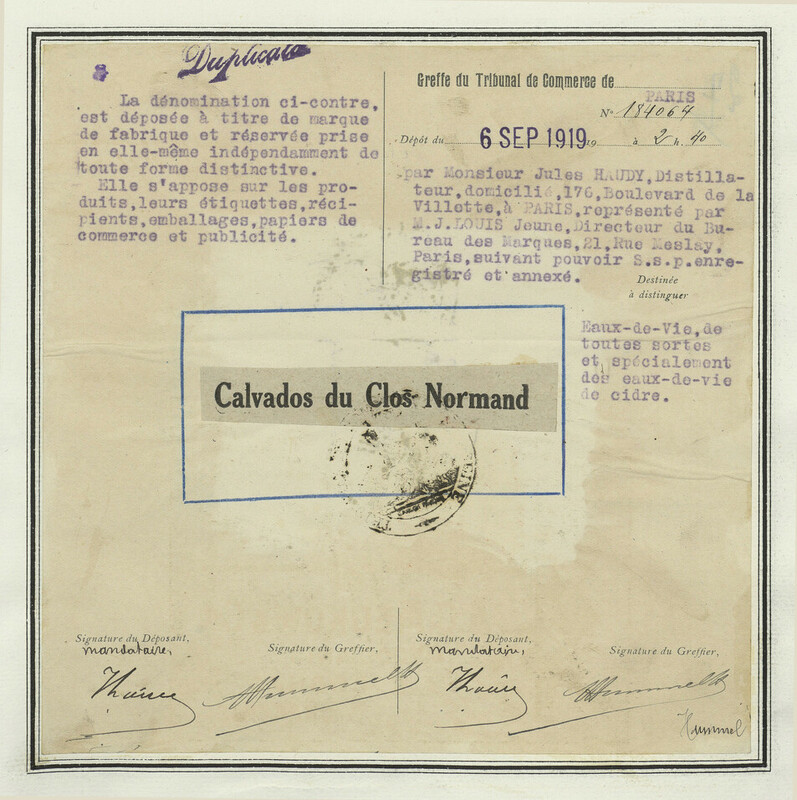 Duplicata
La dénomination ci-contre,
est déposée à titre de marque
de fabrique et réservée prise
en elle-même indépendamment de
toute forme distinctive.
Elle s'appose sur les pro-
duits,leurs étiquettes,réci-
pients,emballages,papiers de
commerce et publicité.
Greffe du Tribunal de Commerce de
PARIS
N° 184064
Dépôt du 6 SEP 1919 19 à 2 h. 40
par Monsieur Jules HAUDY,Distilla-
teur,domicilié,176,Boulevard de la
Villette,à PARIS,représenté par
M.J.LOUIS Jeune,Directeur du Bu-
reau des Marques,21,Rue Meslay,
Paris,suivant pouvoir S.s.p.enre-
gistré et annexé.
Destinée
à distinguer
Eaux-de-Vie,de
toutes sortes
et spécialement
des eaux-de-vie
de cidre.
Calvados du Clos Normand
Signature du Déposant,
mandataire,
Signature du Greffier,
Signature du Déposant,
mandataire,
Signature du Greffier,
Hummel